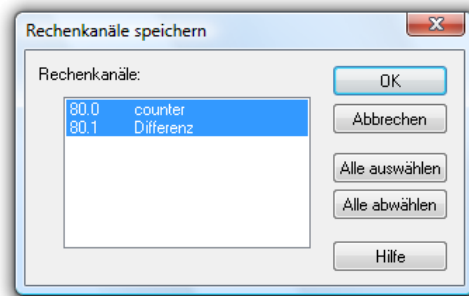 Rechenkanäle speichern
Rechenkanäle:
80.0 counter
80.1 Differenz
OK
Abbrechen
Alle auswählen
Alle abwählen
Hilfe